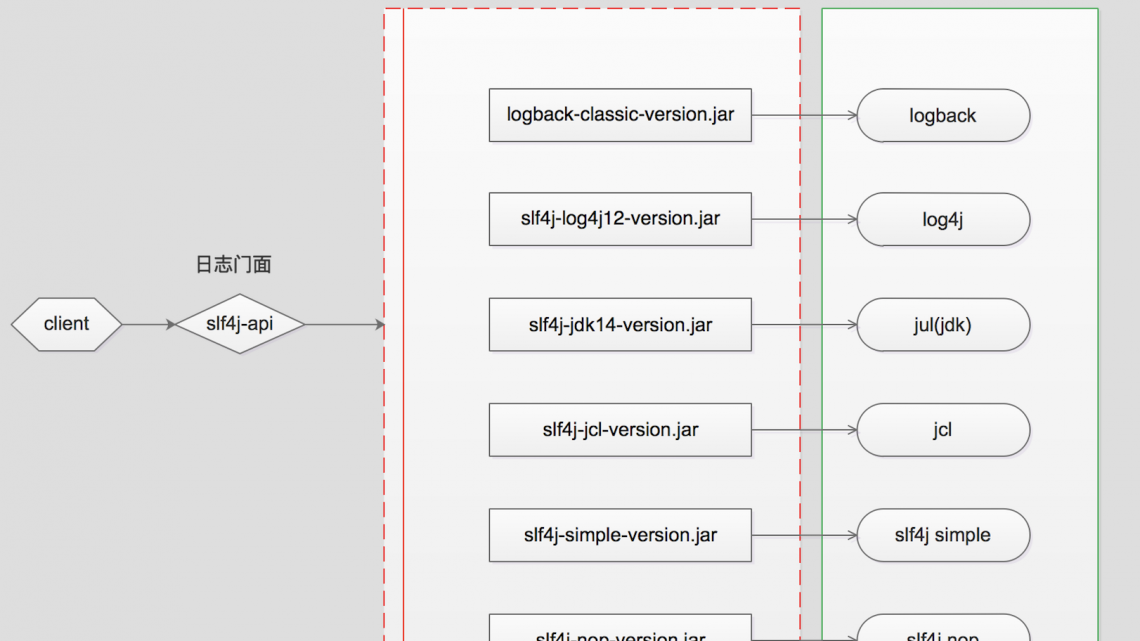 logback-classic-version.jar
logback
slf4j-log4j12-version.jar
log4j
日志门面
client
slf4j-api
slf4j-jdk14-version.jar
jul(jdk)
slf4j-jcl-version.jar
jcl
slf4j-simple-version.jar
slf4j simple
slf4j-nop-version.jar
slf4j nop